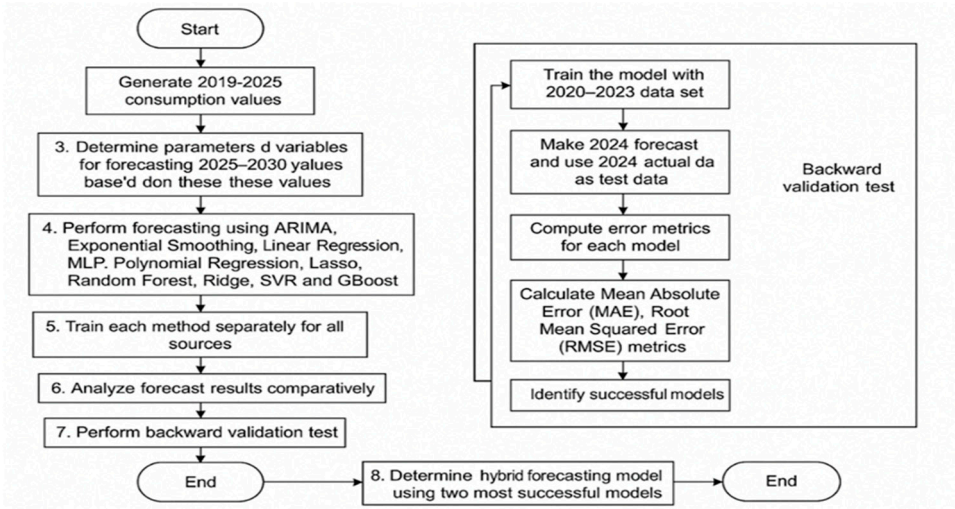 Start
Generate 2019-2025
consumption values
3. Determine parameters d variables
for forecasting 2025–2030 yalues
base'd don these these values
4. Perform forecasting using ARIMA,
Exponential Smoothing, Linear Regression,
MLP. Polynomial Regression, Lasso,
Random Forest, Ridge, SVR and GBoost
5. Train each method separately for all
sources
6. Analyze forecast results comparatively
7. Perform backward validation test
End
8. Determine hybrid forecasting model
using two most successful models
End
Train the model with
2020–2023 data set
Make 2024 forecast
and use 2024 actual da
as test data
Compute error metrics
for each model
Calculate Mean Absolute
Error (MAE), Root
Mean Squared Error
(RMSE) metrics
Identify successful models
Backward
validation test